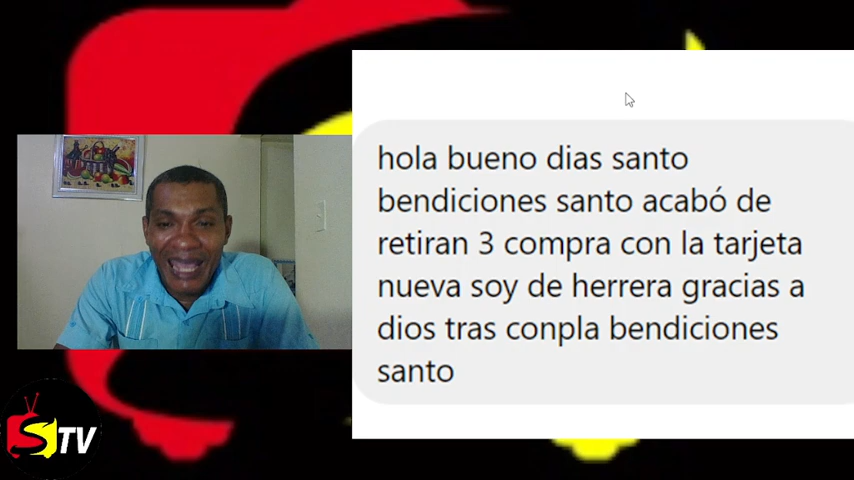 hola bueno dias santo
bendiciones santo acabó de
retiran 3 compra con la tarjeta
nueva soy de herrera gracias a
dios tras conpla bendiciones
santo
STV